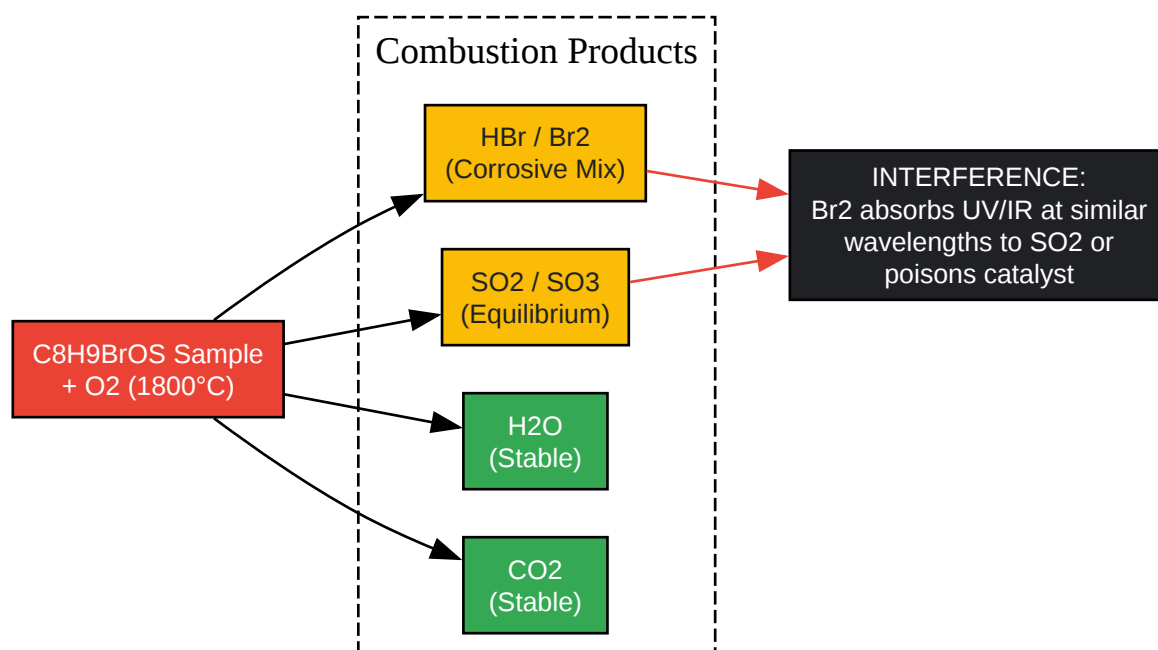 Combustion Products
HBr / Br2
(Corrosive Mix)
SO2 / SO3
(Equilibrium)
H2O
(Stable)
CO2
(Stable)
C8H9BrOS Sample
+ O2 (1800°C)
INTERFERENCE:
Br2 absorbs UV/IR at similar
wavelengths to SO2 or
poisons catalyst